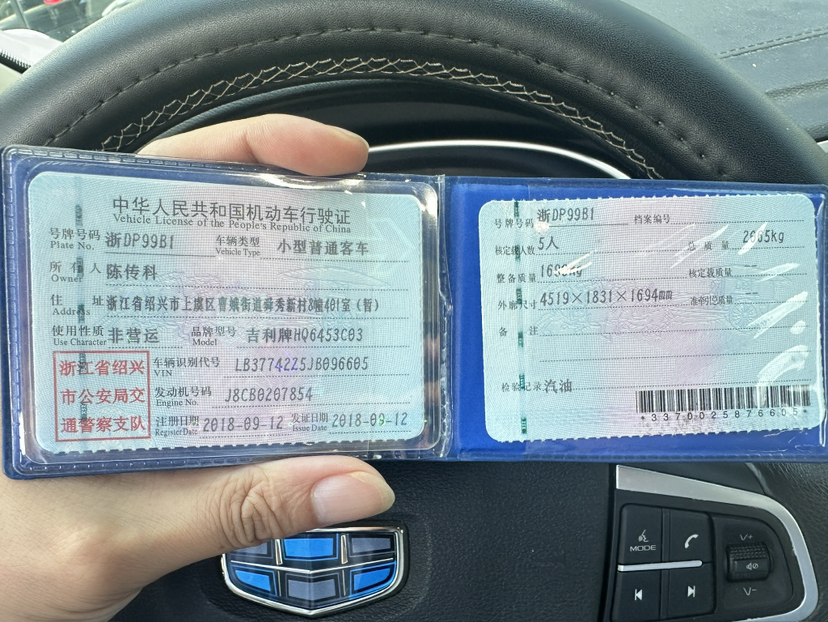 中华人民共和国机动车行驶证
Vehicle License of the People's Republic of China
号牌号码 浙DP99B1 车辆类型 小型普通客车
Plate No. Vehicle Type
所有人 陈传科
Owner
住址 浙江省绍兴市上虞区曹娥街道舜秀新村8幢401室（暂）
Address
使用性质 非营运 品牌型号 吉利牌HQ6453C03
Use Character Model
浙江省绍兴
市公安局交
通警察支队
车辆识别代号 LB37742Z5JB096605
VIN
发动机号码 J8CB0207854
Engine No.
注册日期 2018-09-12 发证日期 2018-09-12
Register Date Issue Date
号牌号码 浙DP99B1 档案编号
核定载人数 5人 总质量
整备质量 核定载质量 --
外廓尺寸 4519×1831×1694mm 准牵引总质量 --
备注
检验记录 汽油
*3370025876605*
MODE
V+
V-